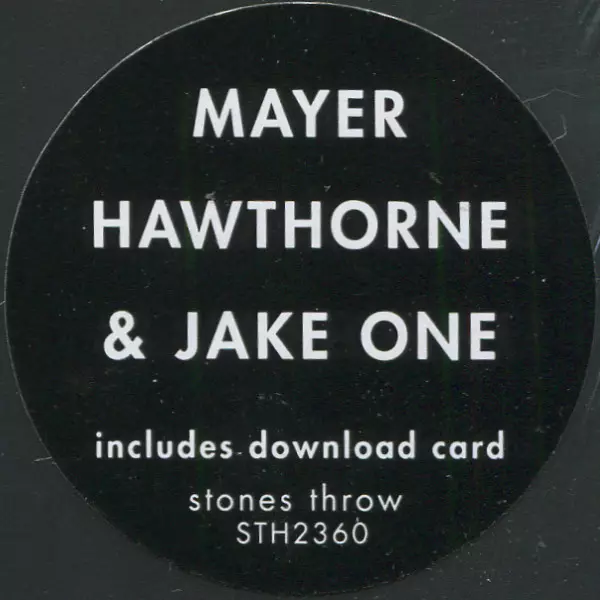 MAYER
HAWTHORNE
& JAKE ONE
includes download card
stones throw
STH2360